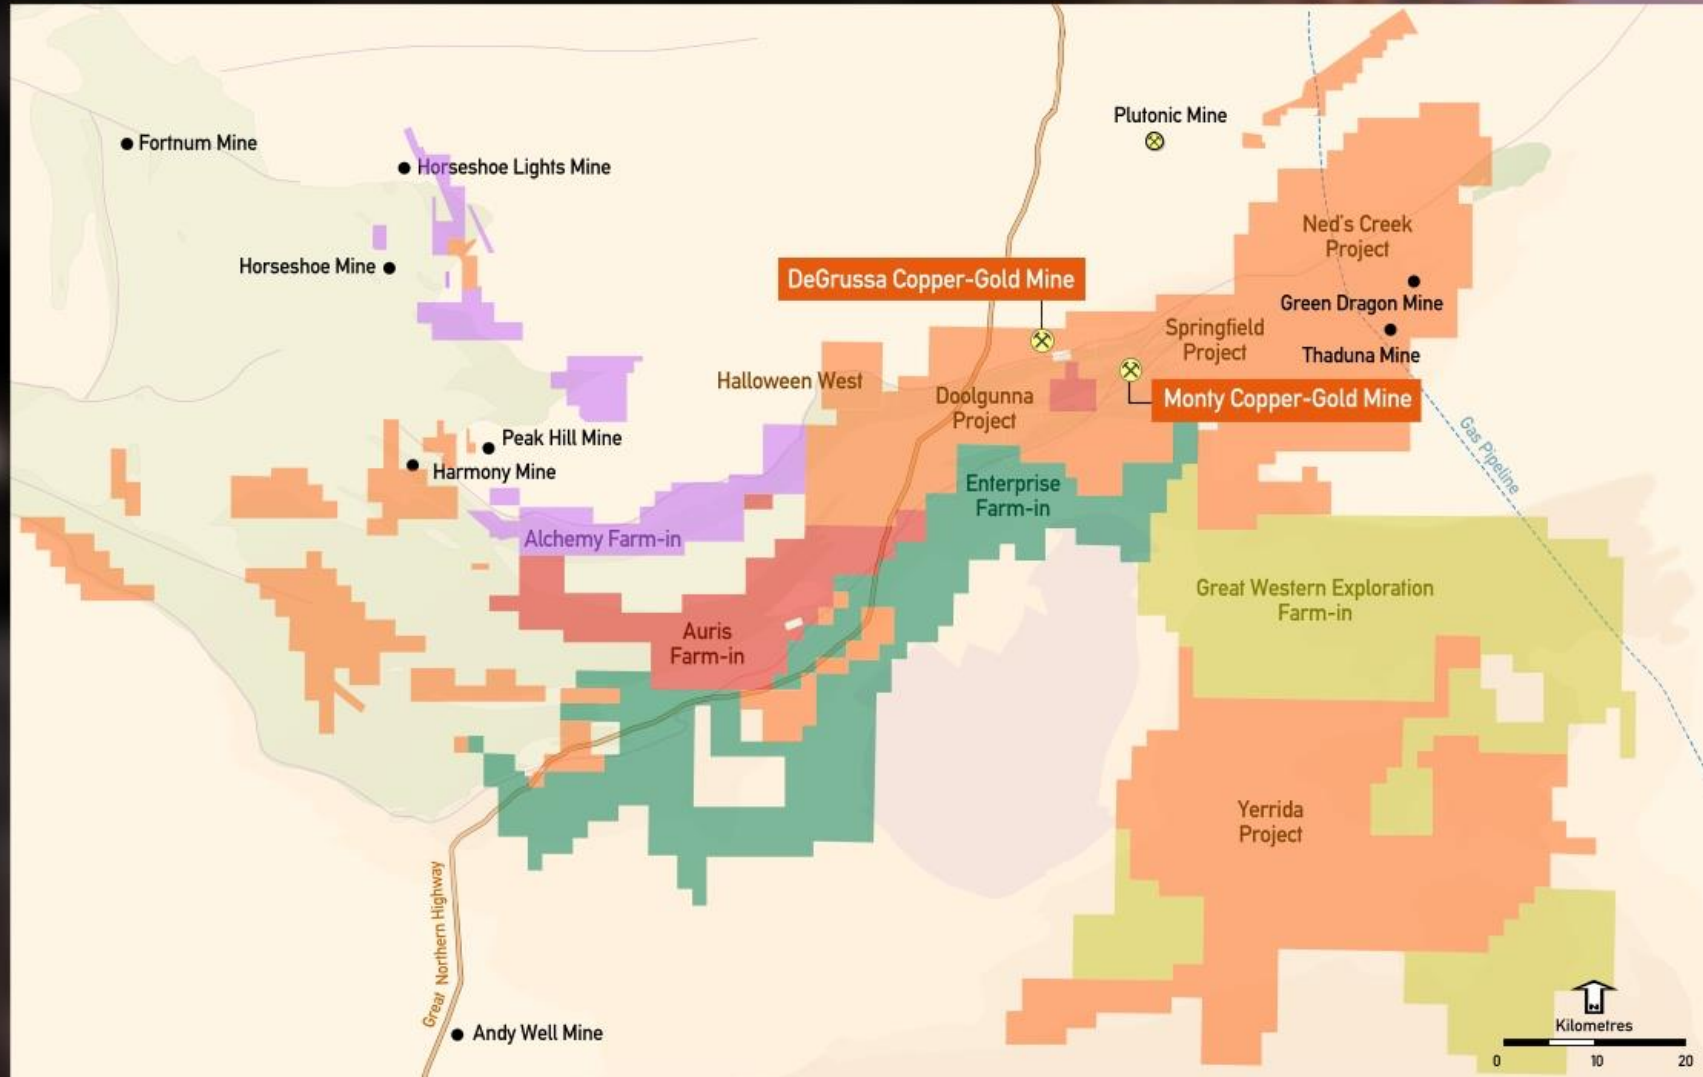 Plutonic Mine
Fortnum Mine
Horseshoe Lights Mine
Ned's Creek
Project
Horseshoe Mine
DeGrussa Copper-Gold Mine
Green Dragon Mine
Springfield
Project
Thaduna Mine
Halloween West
Doolgunna
Project
Monty Copper-Gold Mine
Peak Hill Mine
Harmony Mine
Gas Pipeline
Enterprise
Farm-in
Alchemy Farm-in
Great Western Exploration
Farm-in
Auris
Farm-in
Yerrida
Project
Great Northern Highway
Andy Well Mine
N
Kilometres
0 10 20